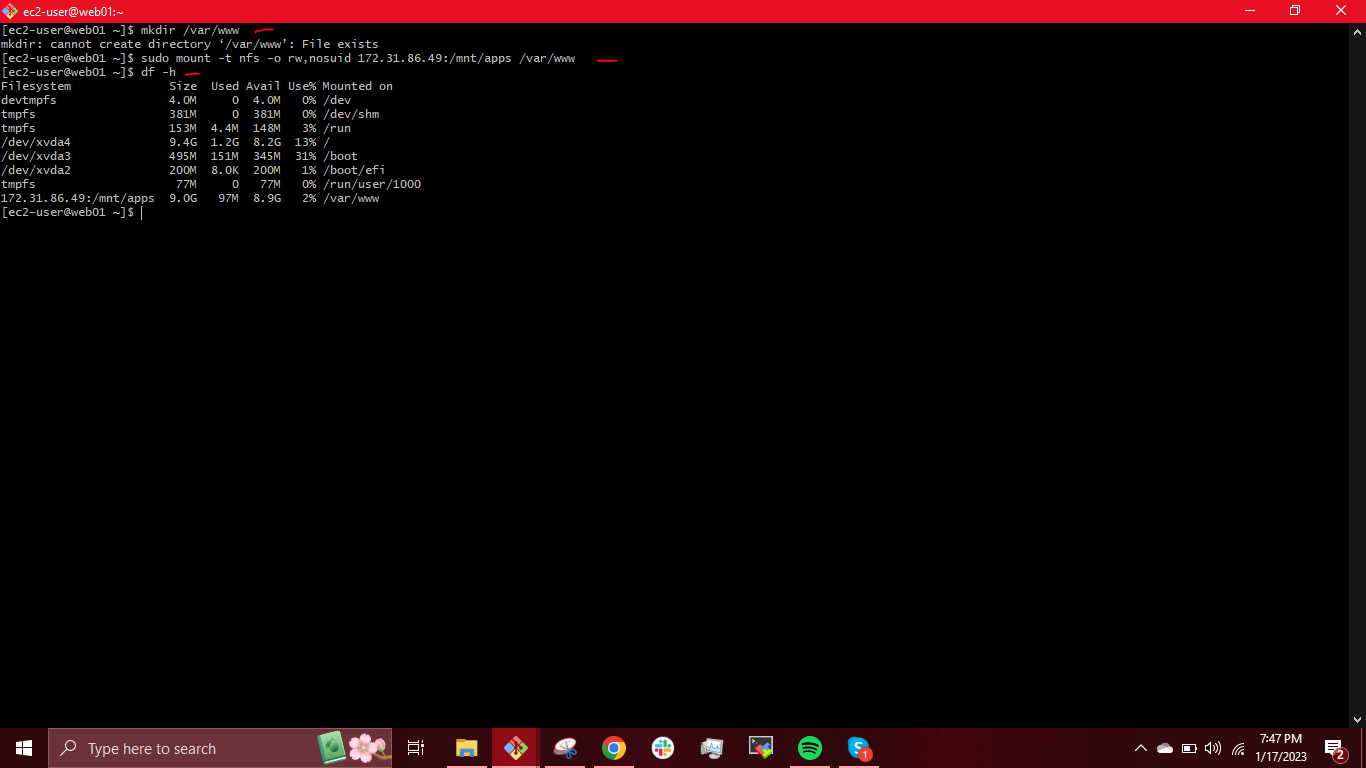 ec2-user@web01:~
[ec2-user@web01 ~]$ mkdir /var/www
mkdir: cannot create directory ‘/var/www’: File exists
[ec2-user@web01 ~]$ sudo mount -t nfs -o rw,nosuid 172.31.86.49:/mnt/apps /var/www
[ec2-user@web01 ~]$ df -h
Filesystem              Size  Used Avail Use% Mounted on
devtmpfs                4.0M     0  4.0M   0% /dev
tmpfs                   381M     0  381M   0% /dev/shm
tmpfs                   153M  4.4M  148M   3% /run
/dev/xvda4              9.4G  1.2G  8.2G  13% /
/dev/xvda3              495M  151M  345M  31% /boot
/dev/xvda2              200M  8.0K  200M   1% /boot/efi
tmpfs                    77M     0   77M   0% /run/user/1000
172.31.86.49:/mnt/apps  9.0G   97M  8.9G   2% /var/www
[ec2-user@web01 ~]$
Type here to search
1
7:47 PM
1/17/2023
2